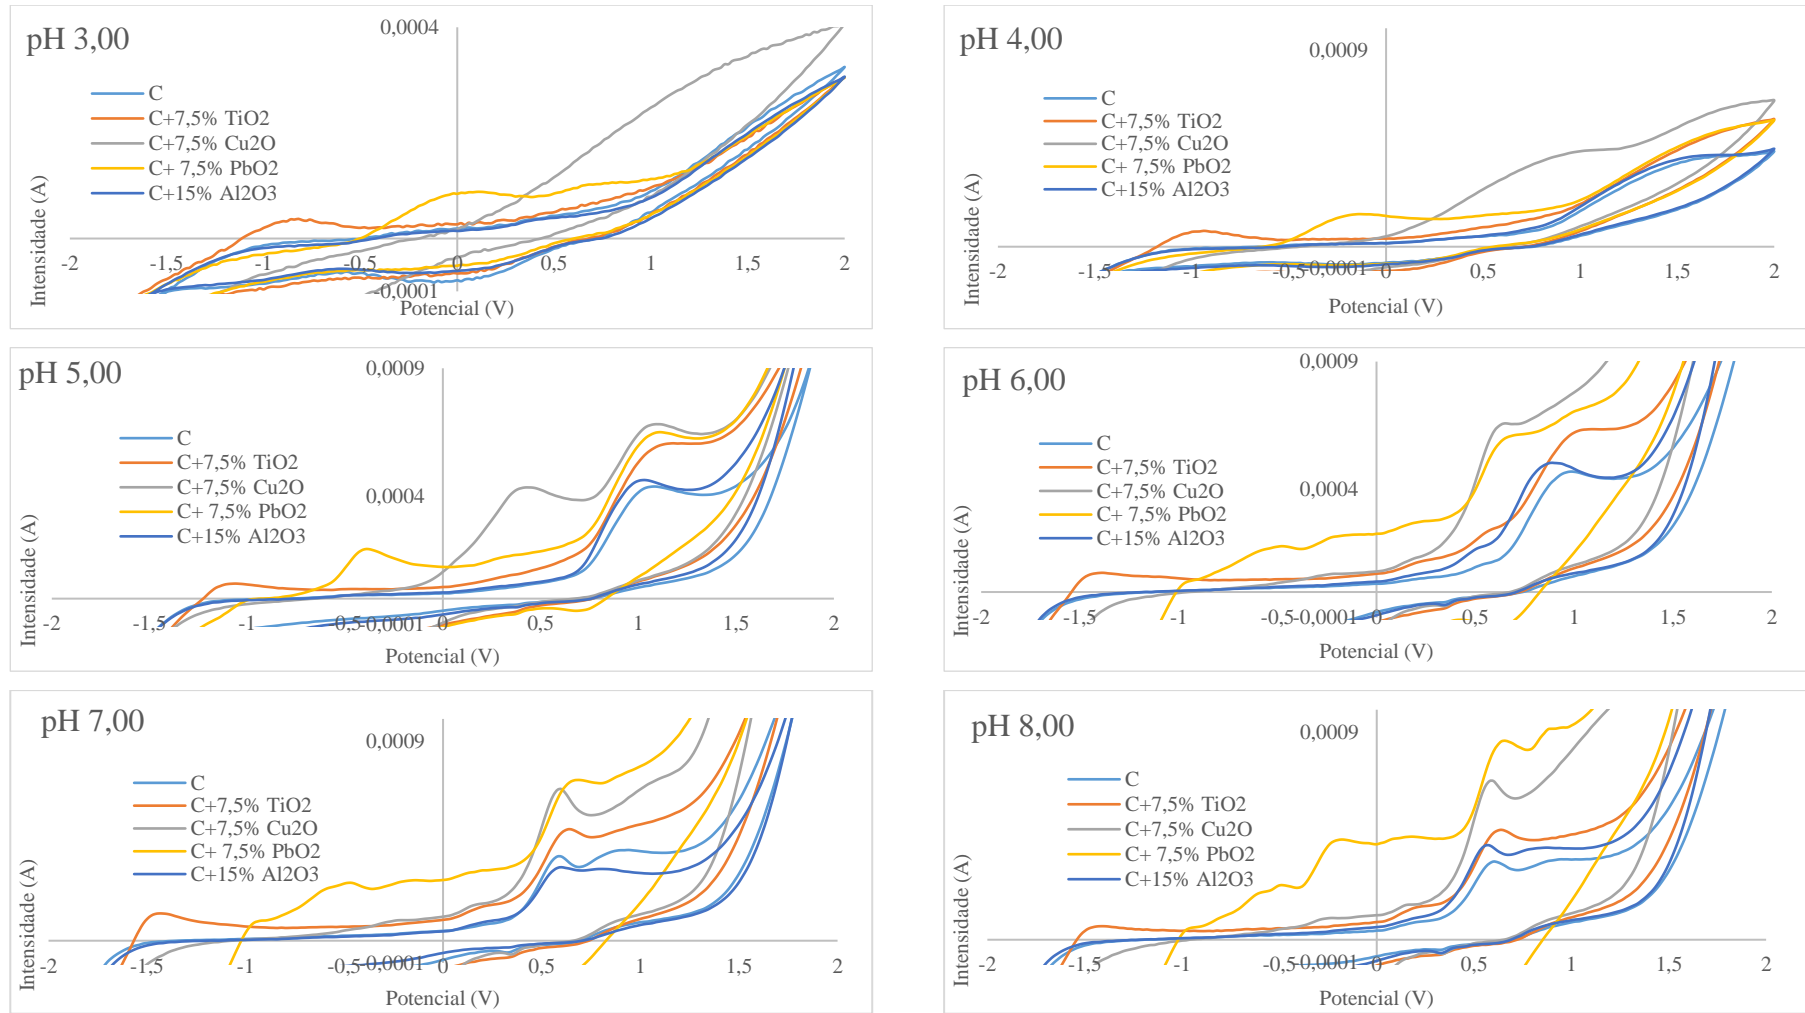 pH 3,00
0,0004
C
C+7,5% TiO2
C+7,5% Cu2O
C+ 7,5% PbO2
C+15% Al2O3
Intensidade (A)
-2 -1,5 -1 -0,5 0 0,5 1 1,5 2
-0,0001
Potencial (V)
pH 4,00
0,0009
C
C+7,5% TiO2
C+7,5% Cu2O
C+ 7,5% PbO2
C+15% Al2O3
Intensidade (A)
-2 -1,5 -1 -0,5 0 0,5 1 1,5 2
-0,0001
Potencial (V)
pH 5,00
0,0009
C
C+7,5% TiO2
C+7,5% Cu2O
C+ 7,5% PbO2
C+15% Al2O3
0,0004
Intensidade (A)
-2 -1,5 -1 -0,5 0 0,5 1 1,5 2
-0,0001
Potencial (V)
pH 6,00
0,0009
C
C+7,5% TiO2
C+7,5% Cu2O
C+ 7,5% PbO2
C+15% Al2O3
0,0004
Intensidade (A)
-2 -1,5 -1 -0,5 0 0,5 1 1,5 2
-0,0001
Potencial (V)
pH 7,00
0,0009
C
C+7,5% TiO2
C+7,5% Cu2O
C+ 7,5% PbO2
C+15% Al2O3
Intensidade (A)
-2 -1,5 -1 -0,5 0 0,5 1 1,5 2
-0,0001
Potencial (V)
pH 8,00
0,0009
C
C+7,5% TiO2
C+7,5% Cu2O
C+ 7,5% PbO2
C+15% Al2O3
Intensidade (A)
-2 -1,5 -1 -0,5 0 0,5 1 1,5 2
-0,0001
Potencial (V)